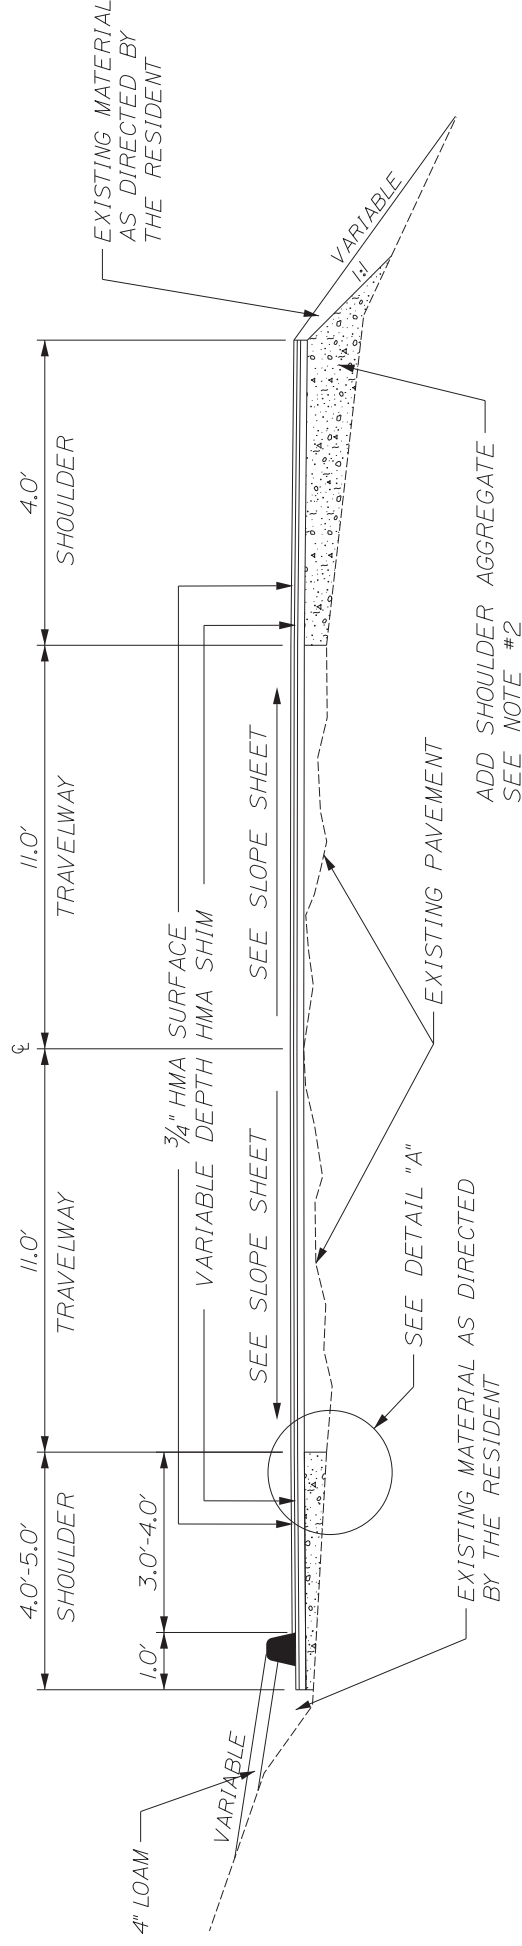 4.0'-5.0'
SHOULDER
11.0'
TRAVELWAY
℄
11.0'
TRAVELWAY
4.0'
SHOULDER
EXISTING MATERIAL
AS DIRECTED BY
THE RESIDENT
1.0'
3.0'-4.0'
3/4" HMA SURFACE
VARIABLE DEPTH HMA SHIM
4" LOAM
VARIABLE
SEE SLOPE SHEET
SEE SLOPE SHEET
VARIABLE
1:1
SEE DETAIL "A"
EXISTING PAVEMENT
EXISTING MATERIAL AS DIRECTED
BY THE RESIDENT
ADD SHOULDER AGGREGATE
SEE NOTE #2